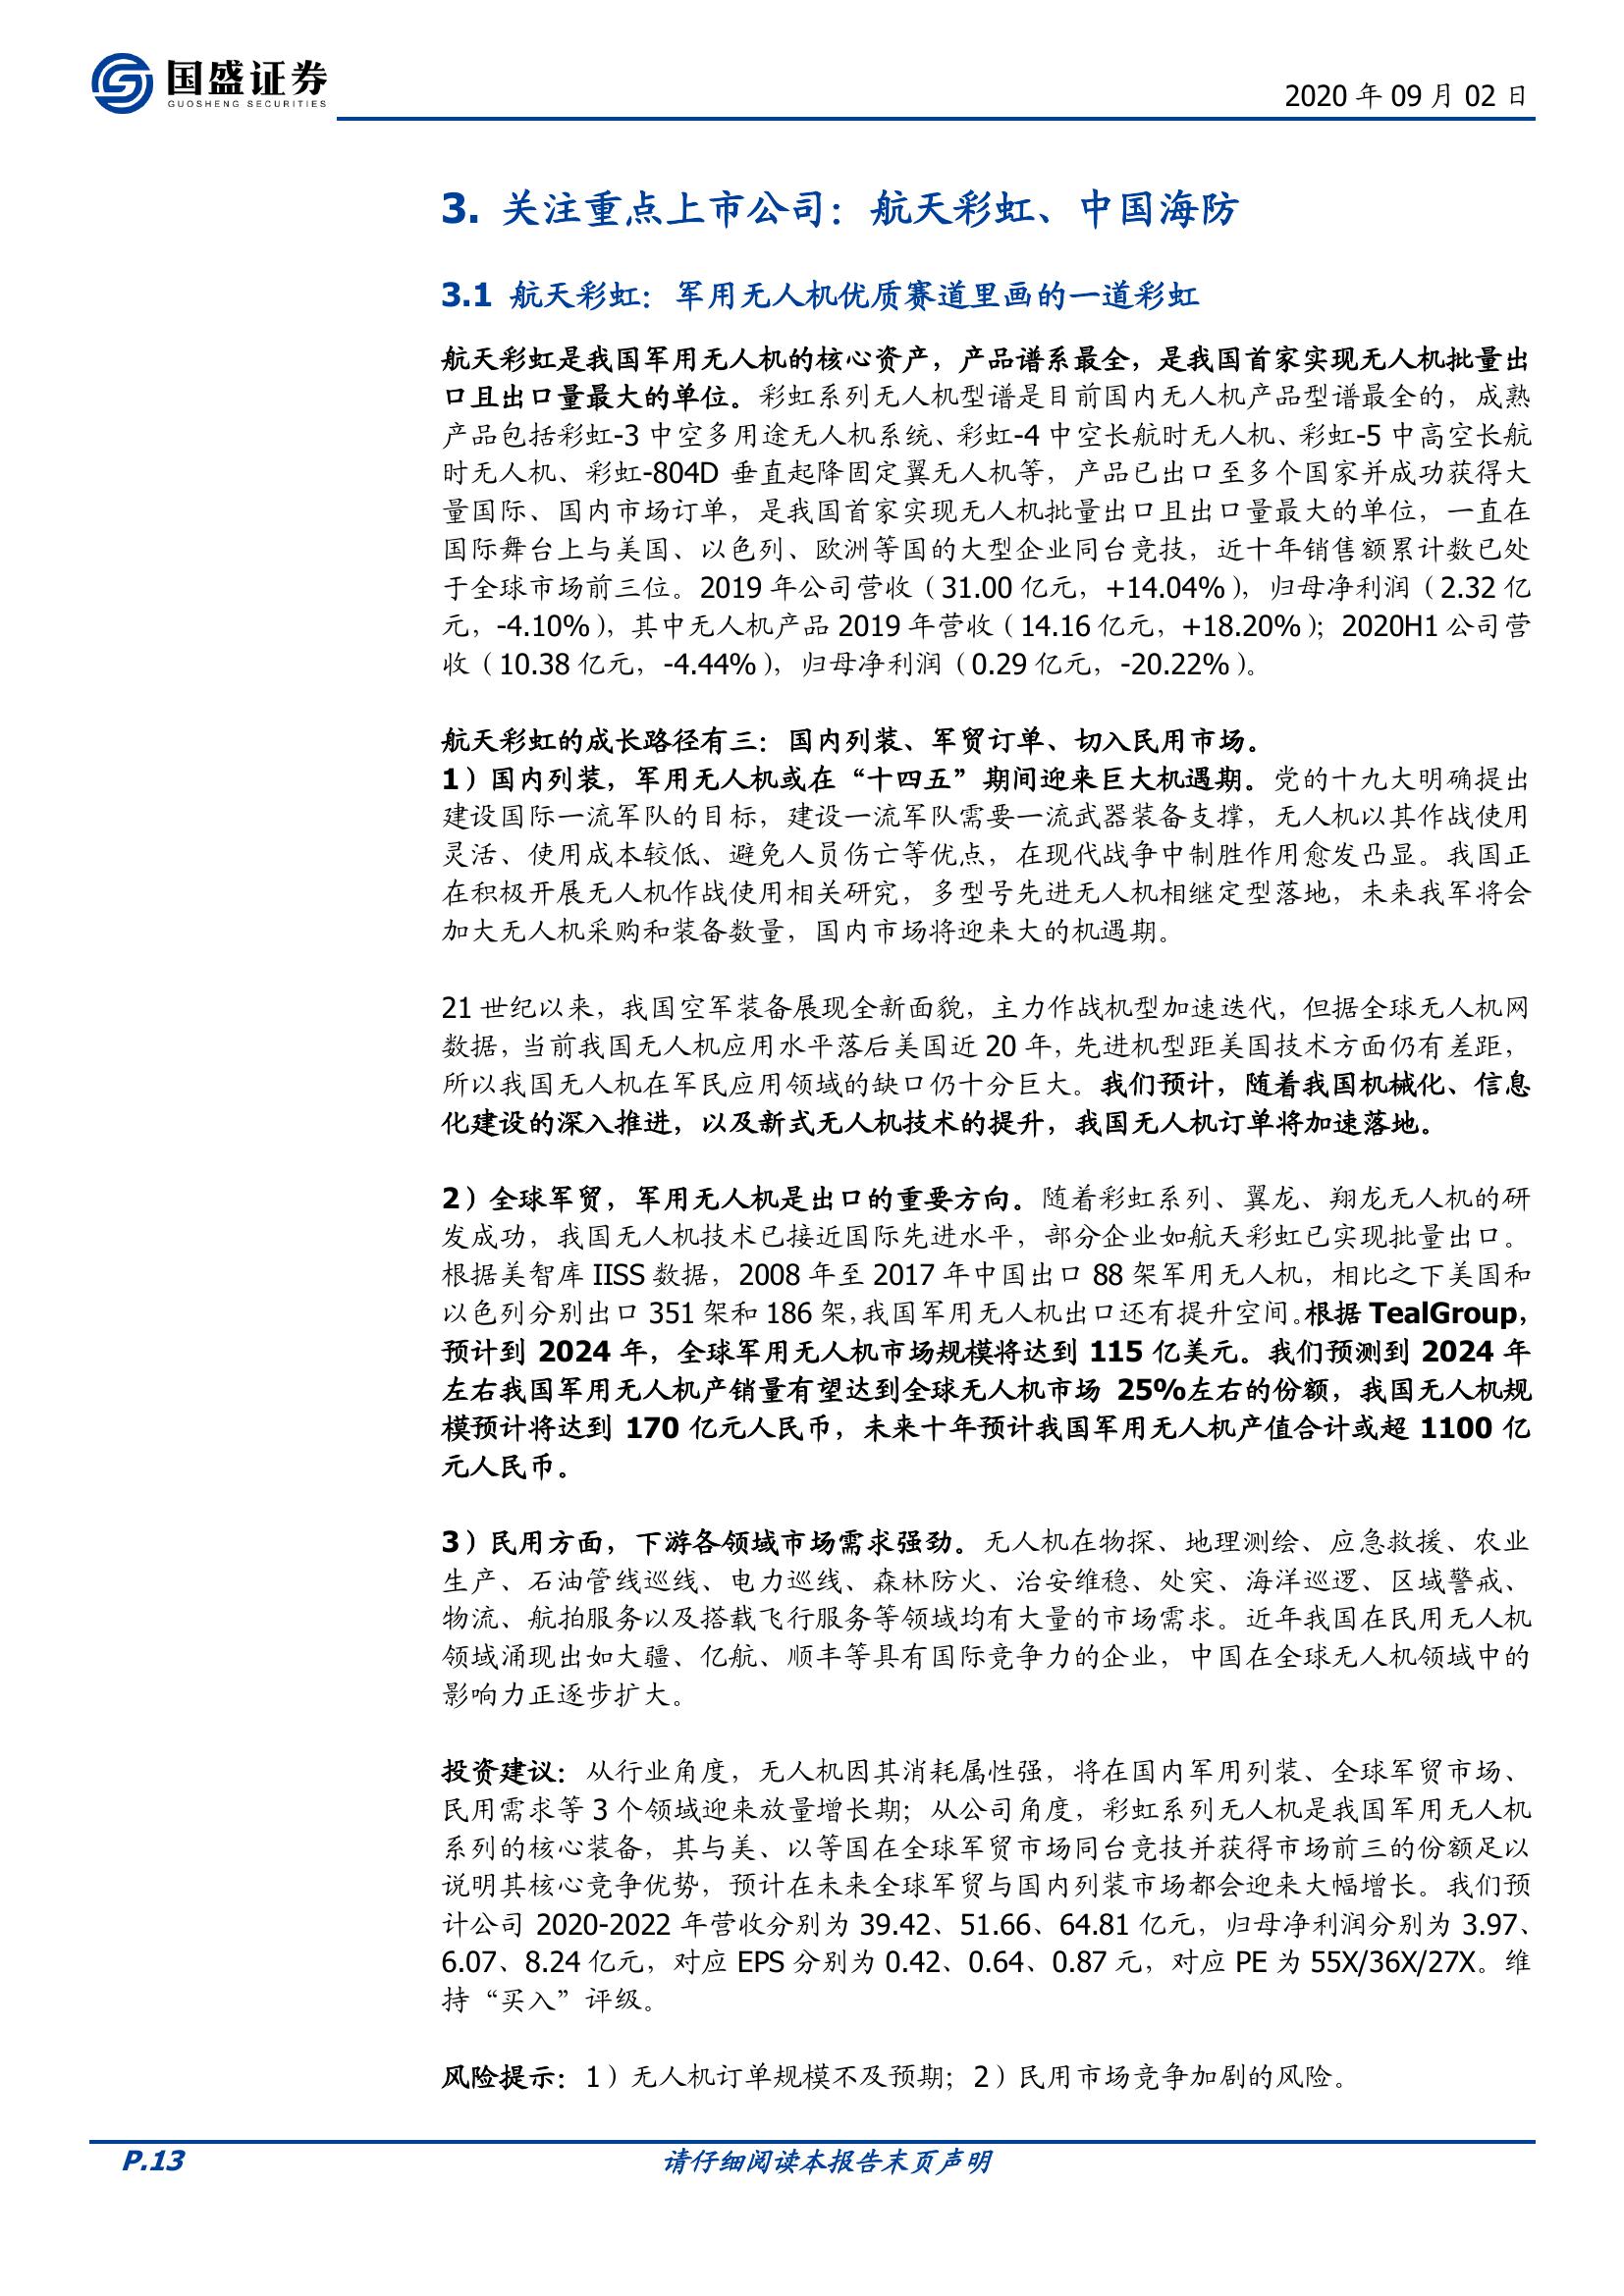 国盛证券
GUOSHENG SECURITIES
2020 年 09 月 02 日
3. 关注重点上市公司：航天彩虹、中国海防
3.1 航天彩虹：军用无人机优质赛道里画的一道彩虹
航天彩虹是我国军用无人机的核心资产，产品谱系最全，是我国首家实现无人机批量出
口且出口量最大的单位。彩虹系列无人机型谱是目前国内无人机产品型谱最全的，成熟
产品包括彩虹-3 中空多用途无人机系统、彩虹-4 中空长航时无人机、彩虹-5 中高空长航
时无人机、彩虹-804D 垂直起降固定翼无人机等，产品已出口至多个国家并成功获得大
量国际、国内市场订单，是我国首家实现无人机批量出口且出口量最大的单位，一直在
国际舞台上与美国、以色列、欧洲等国的大型企业同台竞技，近十年销售额累计数已处
于全球市场前三位。2019 年公司营收（31.00 亿元，+14.04%），归母净利润（2.32 亿
元，-4.10%），其中无人机产品 2019 年营收（14.16 亿元，+18.20%）；2020H1 公司营
收（10.38 亿元，-4.44%），归母净利润（0.29 亿元，-20.22%）。
航天彩虹的成长路径有三：国内列装、军贸订单、切入民用市场。
1）国内列装，军用无人机或在“十四五”期间迎来巨大机遇期。党的十九大明确提出
建设国际一流军队的目标，建设一流军队需要一流武器装备支撑，无人机以其作战使用
灵活、使用成本较低、避免人员伤亡等优点，在现代战争中制胜作用愈发凸显。我国正
在积极开展无人机作战使用相关研究，多型号先进无人机相继定型落地，未来我军将会
加大无人机采购和装备数量，国内市场将迎来大的机遇期。
21 世纪以来，我国空军装备展现全新面貌，主力作战机型加速迭代，但据全球无人机网
数据，当前我国无人机应用水平落后美国近 20 年，先进机型距美国技术方面仍有差距，
所以我国无人机在军民应用领域的缺口仍十分巨大。我们预计，随着我国机械化、信息
化建设的深入推进，以及新式无人机技术的提升，我国无人机订单将加速落地。
2）全球军贸，军用无人机是出口的重要方向。随着彩虹系列、翼龙、翔龙无人机的研
发成功，我国无人机技术已接近国际先进水平，部分企业如航天彩虹已实现批量出口。
根据美智库 IISS 数据，2008 年至 2017 年中国出口 88 架军用无人机，相比之下美国和
以色列分别出口 351 架和 186 架，我国军用无人机出口还有提升空间。根据 TealGroup，
预计到 2024 年，全球军用无人机市场规模将达到 115 亿美元。我们预测到 2024 年
左右我国军用无人机产销量有望达到全球无人机市场 25%左右的份额，我国无人机规
模预计将达到 170 亿元人民币，未来十年预计我国军用无人机产值合计或超 1100 亿
元人民币。
3）民用方面，下游各领域市场需求强劲。无人机在物探、地理测绘、应急救援、农业
生产、石油管线巡线、电力巡线、森林防火、治安维稳、处突、海洋巡逻、区域警戒、
物流、航拍服务以及搭载飞行服务等领域均有大量的市场需求。近年我国在民用无人机
领域涌现出如大疆、亿航、顺丰等具有国际竞争力的企业，中国在全球无人机领域中的
影响力正逐步扩大。
投资建议：从行业角度，无人机因其消耗属性强，将在国内军用列装、全球军贸市场、
民用需求等 3 个领域迎来放量增长期；从公司角度，彩虹系列无人机是我国军用无人机
系列的核心装备，其与美、以等国在全球军贸市场同台竞技并获得市场前三的份额足以
说明其核心竞争优势，预计在未来全球军贸与国内列装市场都会迎来大幅增长。我们预
计公司 2020-2022 年营收分别为 39.42、51.66、64.81 亿元，归母净利润分别为 3.97、
6.07、8.24 亿元，对应 EPS 分别为 0.42、0.64、0.87 元，对应 PE 为 55X/36X/27X。维
持“买入”评级。
风险提示：1）无人机订单规模不及预期；2）民用市场竞争加剧的风险。
P.13
请仔细阅读本报告末页声明